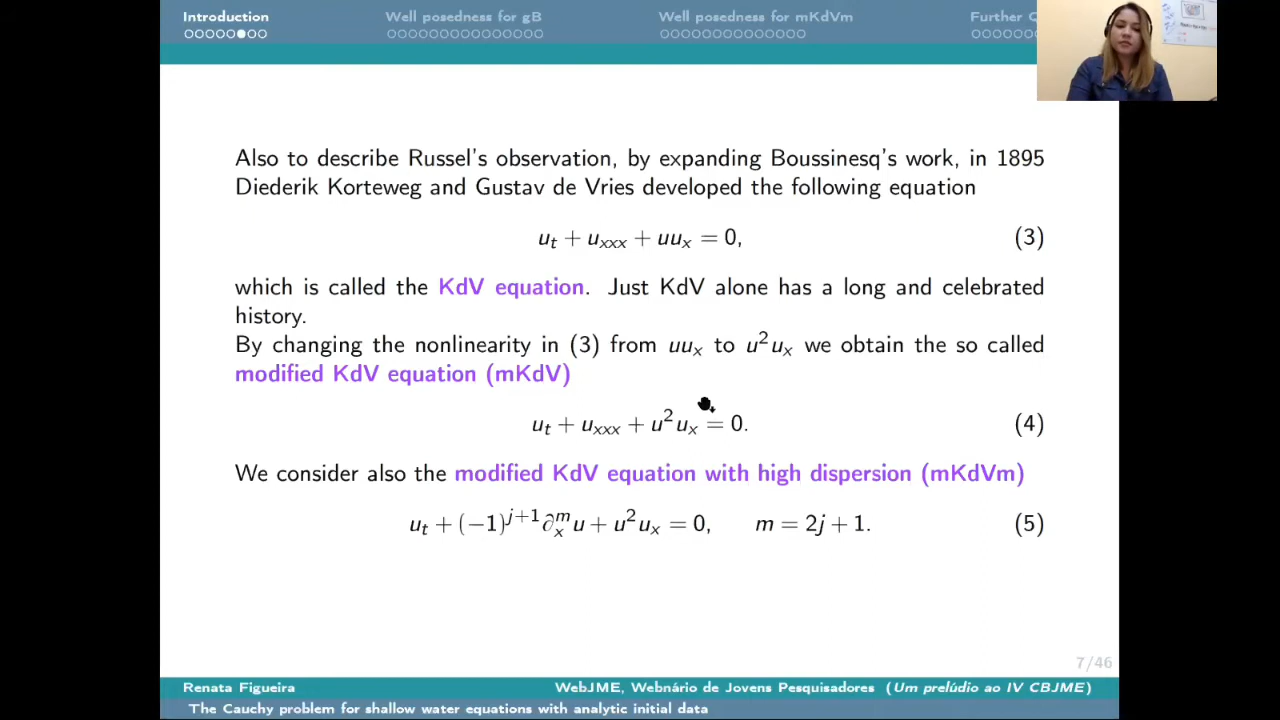 Introduction Well posedness for gB Well posedness for mKdVm Further
Also to describe Russel's observation, by expanding Boussinesq's work, in 1895
Diederik Korteweg and Gustav de Vries developed the following equation
u_t + u_{xxx} + uu_x = 0, (3)
which is called the KdV equation. Just KdV alone has a long and celebrated
history.
By changing the nonlinearity in (3) from uu_x to u^2u_x we obtain the so called
modified KdV equation (mKdV)
u_t + u_{xxx} + u^2u_x = 0. (4)
We consider also the modified KdV equation with high dispersion (mKdVm)
u_t + (−1)^{j+1}∂_x^m u + u^2u_x = 0, m = 2j + 1. (5)
7/46
Renata Figueira WebJME, Webnário de Jovens Pesquisadores (Um prelúdio ao IV CBJME)
The Cauchy problem for shallow water equations with analytic initial data